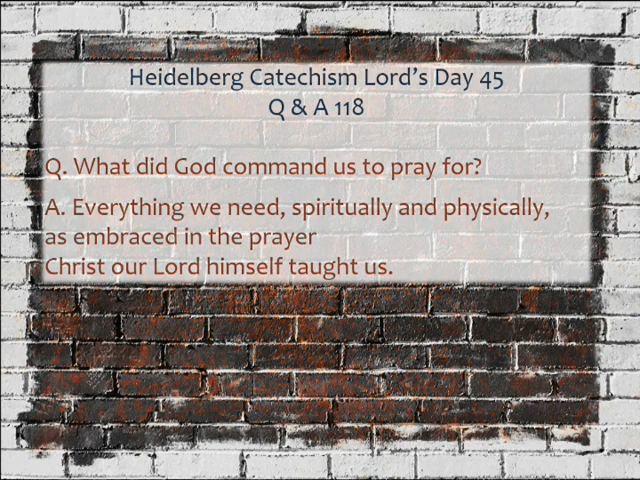 Heidelberg Catechism Lord’s Day 45
Q & A 118
Q. What did God command us to pray for?
A. Everything we need, spiritually and physically,
as embraced in the prayer
Christ our Lord himself taught us.